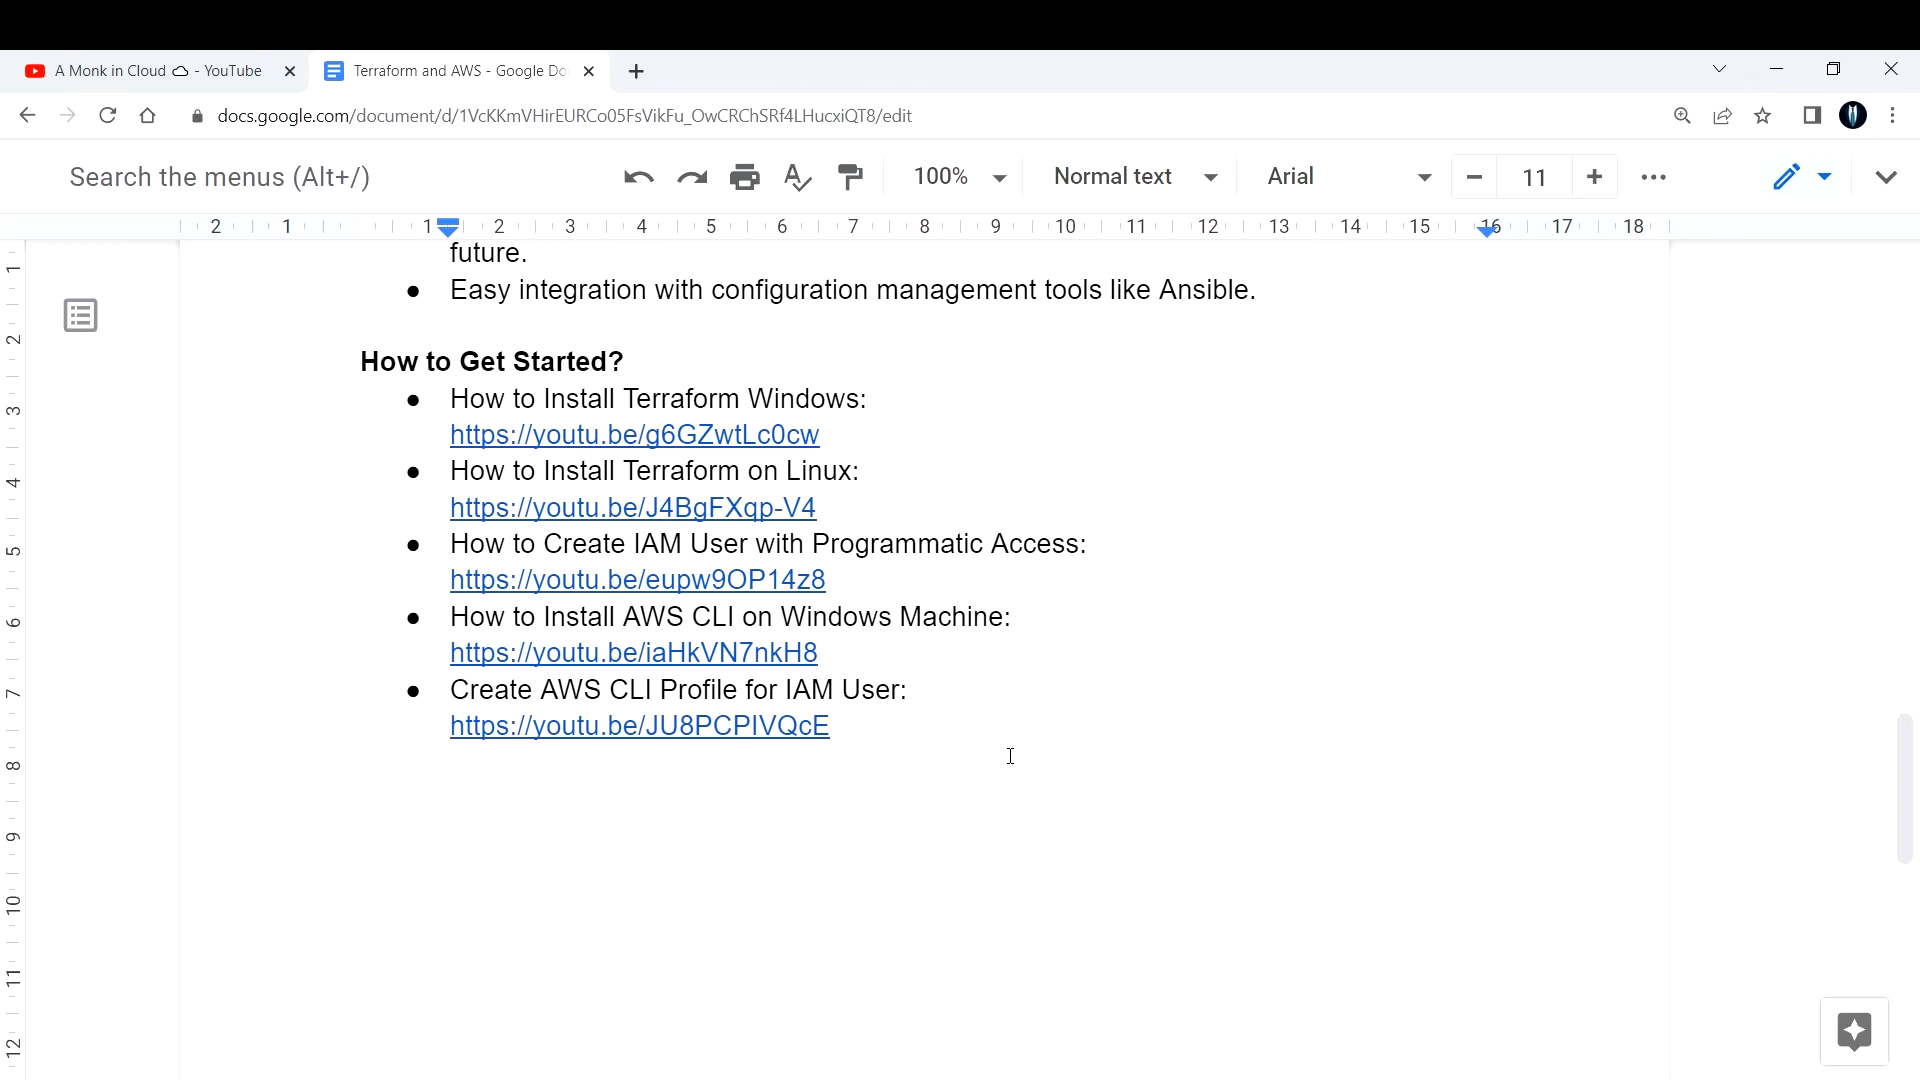 A Monk in Cloud - YouTube
Terraform and AWS - Google Do
docs.google.com/document/d/1VcKKmVHirEURCo05FsVikFu_OwCRChSRf4LHucxiQT8/edit
Search the menus (Alt+/)
100%
Normal text
Arial
11
2 1 1 2 3 4 5 6 7 8 9 10 11 12 13 14 15 16 17 18
future.
● Easy integration with configuration management tools like Ansible.
How to Get Started?
● How to Install Terraform Windows:
https://youtu.be/g6GZwtLc0cw
● How to Install Terraform on Linux:
https://youtu.be/J4BgFXqp-V4
● How to Create IAM User with Programmatic Access:
https://youtu.be/eupw9OP14z8
● How to Install AWS CLI on Windows Machine:
https://youtu.be/iaHkVN7nkH8
● Create AWS CLI Profile for IAM User:
https://youtu.be/JU8PCPIVQcE
1
2
3
4
5
6
7
8
9
10
11
12